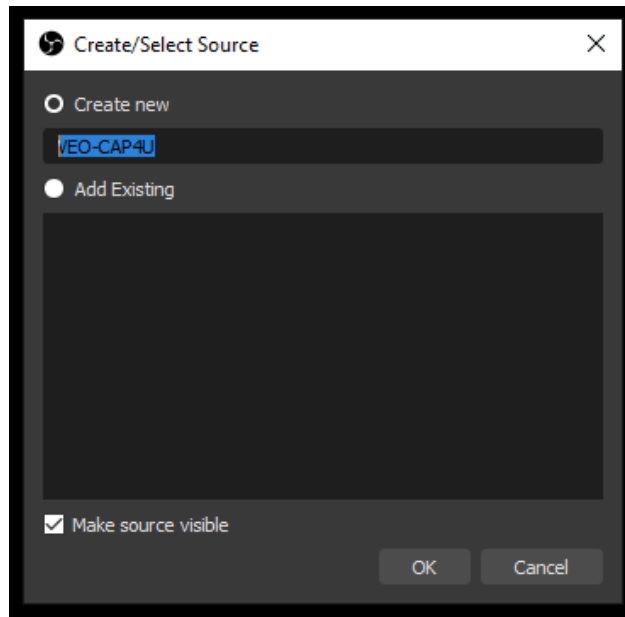 Create/Select Source
Create new
VEO-CAP4U
Add Existing
Make source visible
OK
Cancel